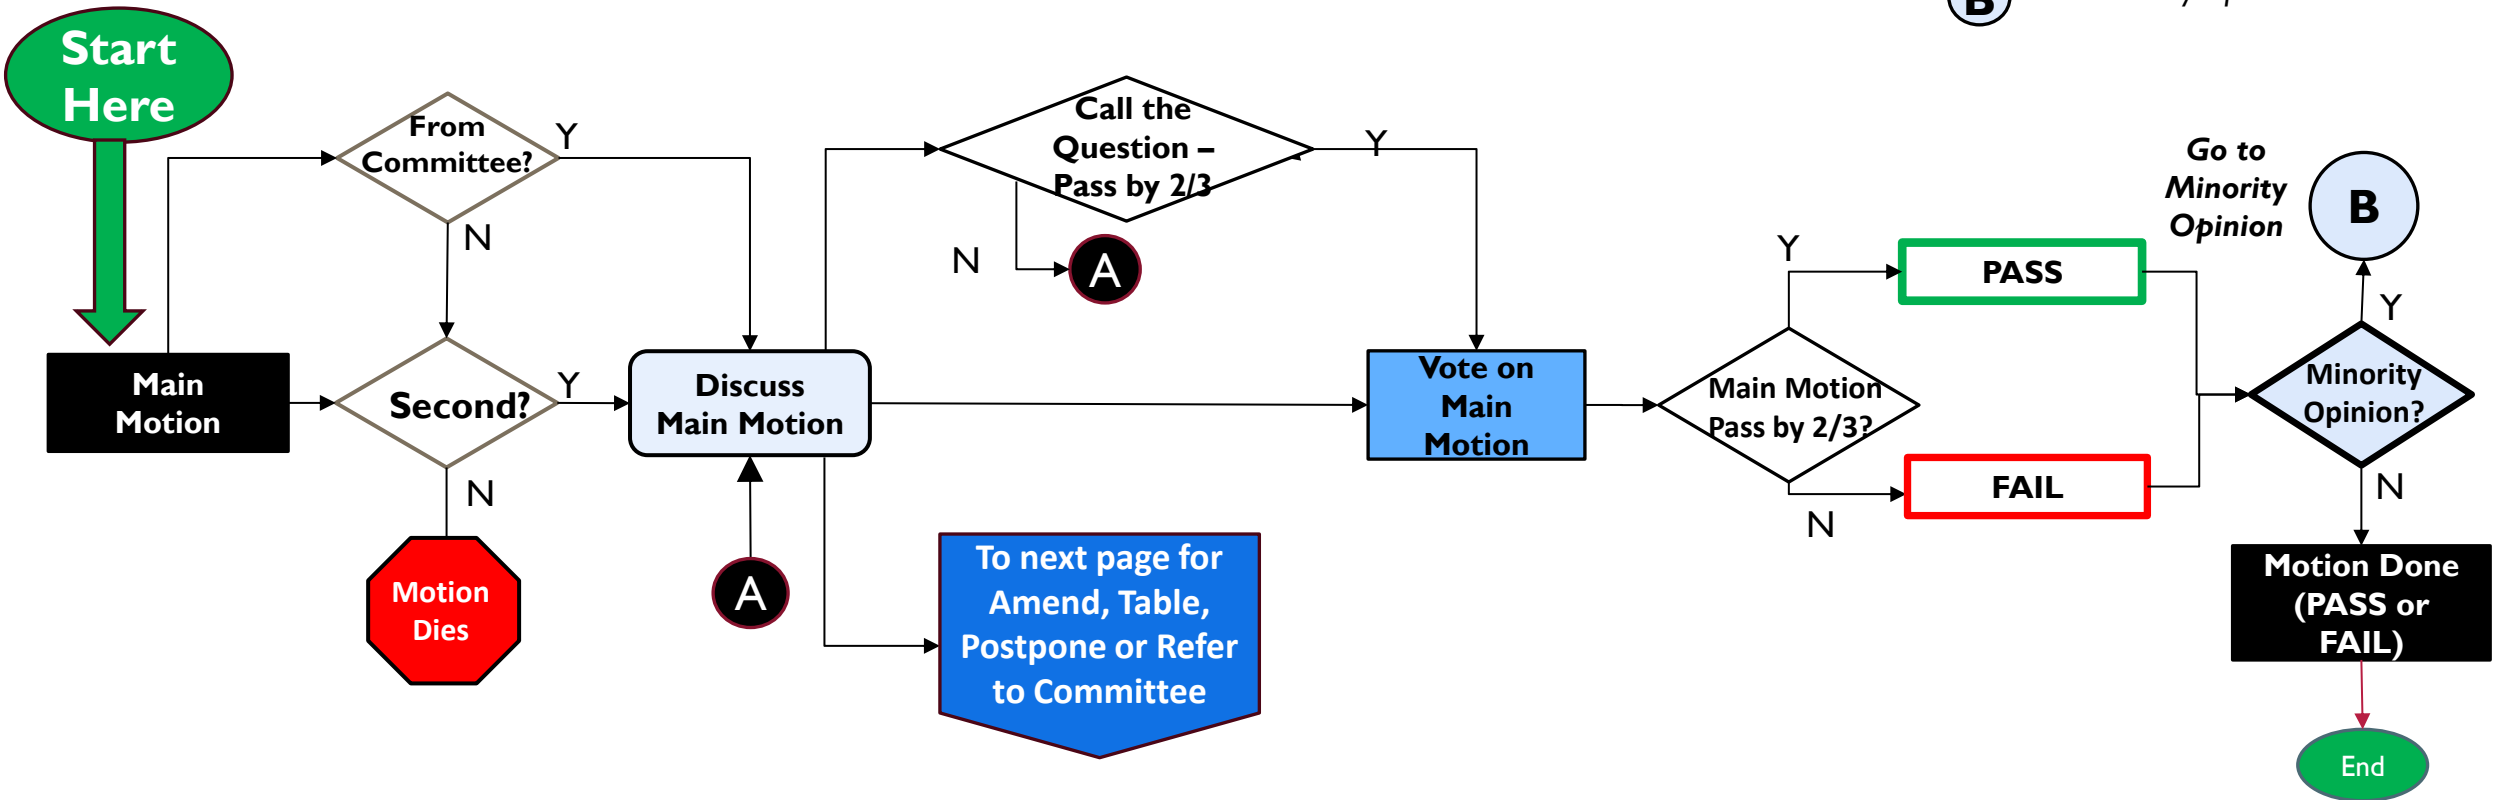 Start
Here
Main
Motion
From
Committee?
Y
N
Second?
Y
N
Motion
Dies
Discuss
Main Motion
A
Call the
Question –
Pass by 2/3
Y
N
A
To next page for
Amend, Table,
Postpone or Refer
to Committee
Vote on
Main
Motion
Main Motion
Pass by 2/3?
Y
N
PASS
FAIL
B
Go to
Minority
Opinion
B
Minority
Opinion?
Y
N
Motion Done
(PASS or
FAIL)
End